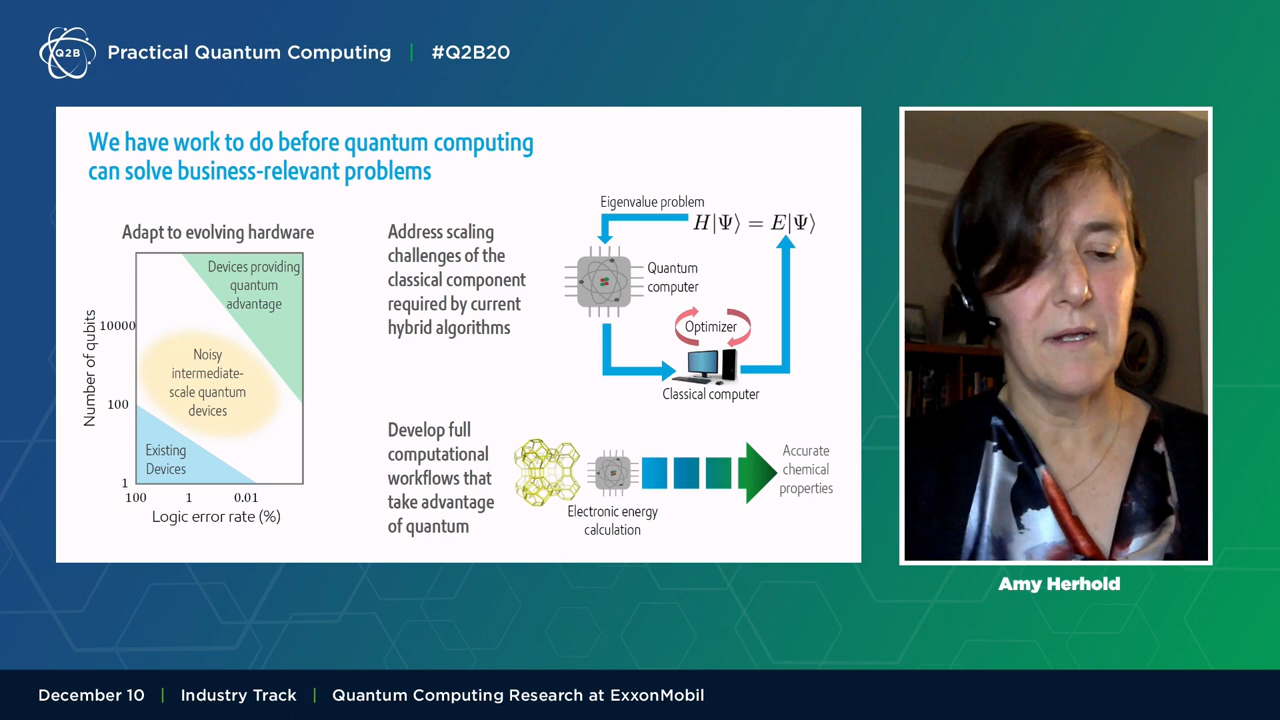 Q2B
Practical Quantum Computing | #Q2B20
We have work to do before quantum computing
can solve business-relevant problems
Adapt to evolving hardware
Number of qubits
10000
100
1
Devices providing
quantum
advantage
Noisy
intermediate-
scale quantum
devices
Existing
Devices
100 1 0.01
Logic error rate (%)
Address scaling
challenges of the
classical component
required by current
hybrid algorithms
Eigenvalue problem
H|Ψ⟩ = E|Ψ⟩
Quantum
computer
Optimizer
Classical computer
Develop full
computational
workflows that
take advantage
of quantum
Electronic energy
calculation
Accurate
chemical
properties
Amy Herhold
December 10 | Industry Track | Quantum Computing Research at ExxonMobil